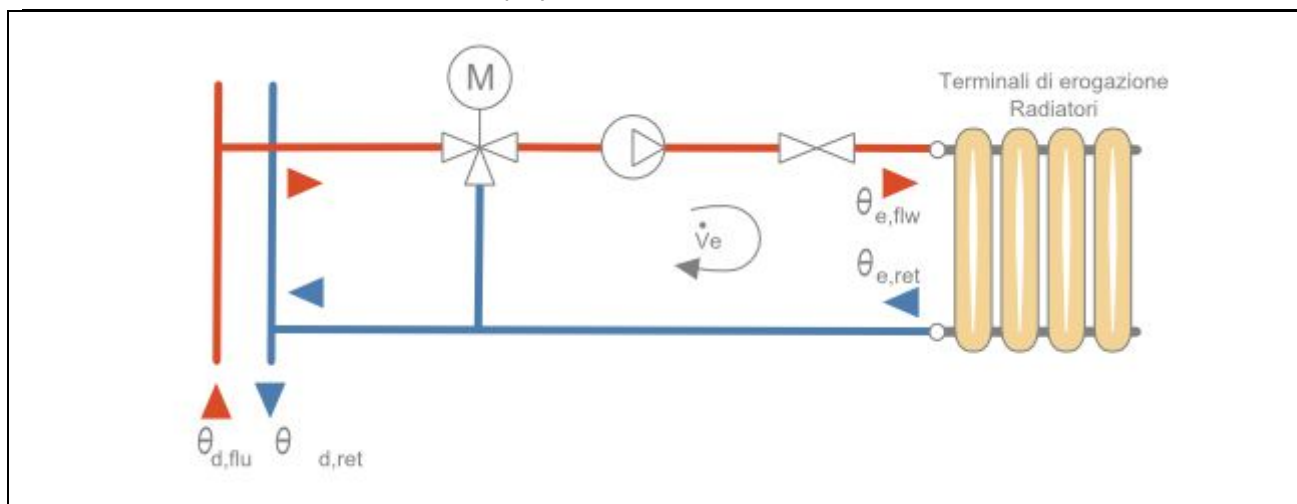 M
Terminali di erogazione
Radiatori
θe,flw
V̇e
θe,ret
θd,flu θ d,ret